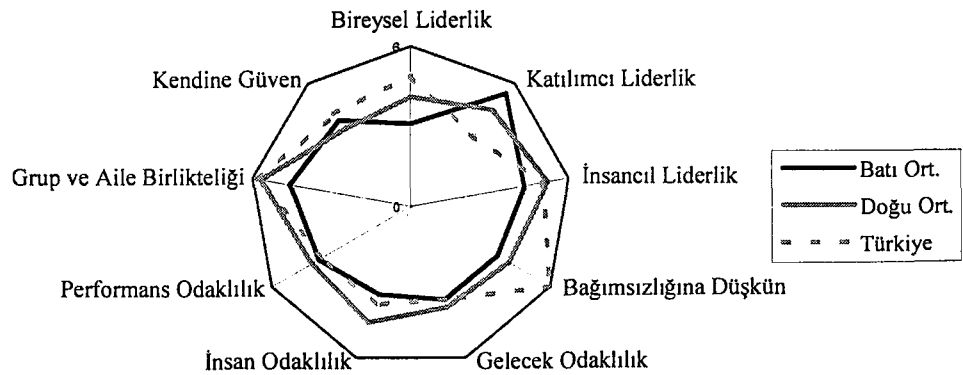 Bireysel Liderlik
6
Kendine Güven
Katılımcı Liderlik
Grup ve Aile Birlikteliği
İnsancıl Liderlik
0
Performans Odaklılık
Bağımsızlığına Düşkün
İnsan Odaklılık
Gelecek Odaklılık
Batı Ort.
Doğu Ort.
Türkiye